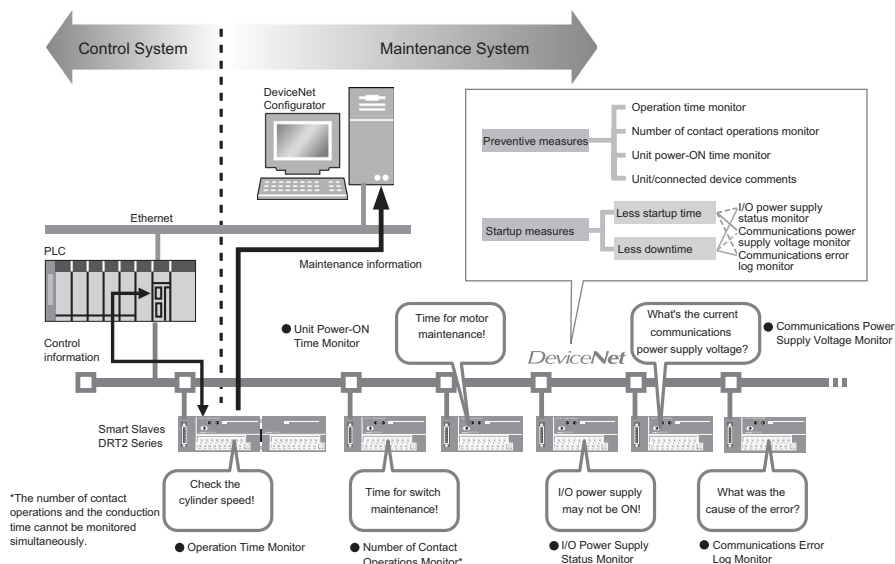 Control System
Maintenance System
DeviceNet
Configurator
Operation time monitor
Number of contact operations monitor
Preventive measures
Unit power-ON time monitor
Unit/connected device comments
Less startup time
I/O power supply
status monitor
Startup measures
Communications power
supply voltage monitor
Less downtime
Communications error
log monitor
Ethernet
PLC
Maintenance information
Control
information
● Unit Power-ON
Time Monitor
Time for motor
maintenance!
DeviceNet
What's the current
communications
power supply voltage?
● Communications Power
Supply Voltage Monitor
Smart Slaves
DRT2 Series
Check the
cylinder speed!
Time for switch
maintenance!
I/O power supply
may not be ON!
What was the
cause of the error?
*The number of contact
operations and the conduction
time cannot be monitored
simultaneously.
● Operation Time Monitor
● Number of Contact
Operations Monitor*
● I/O Power Supply
Status Monitor
● Communications Error
Log Monitor